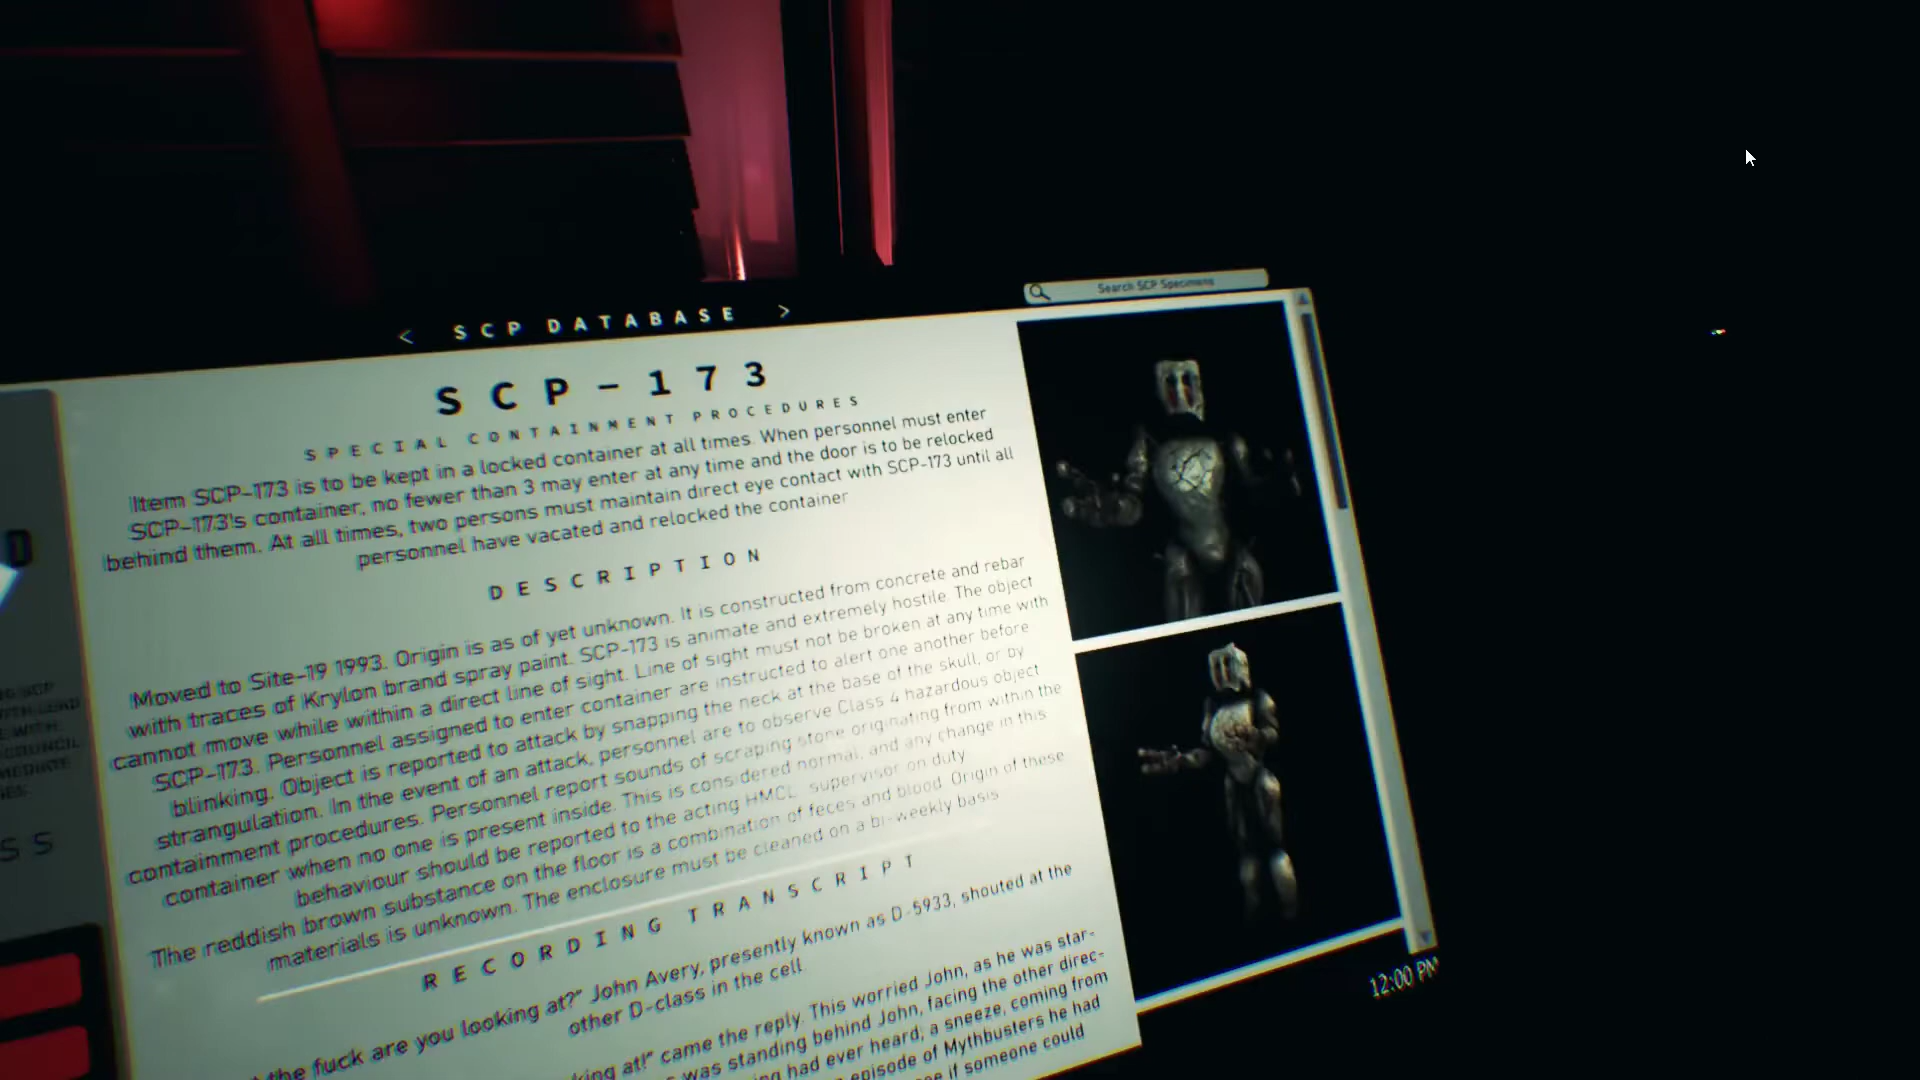 < SCP DATABASE >
Search SCP Specimens
SCP-173
SPECIAL CONTAINMENT PROCEDURES
Item SCP-173 is to be kept in a locked container at all times. When personnel must enter
SCP-173's container, no fewer than 3 may enter at any time and the door is to be relocked
behind them. At all times, two persons must maintain direct eye contact with SCP-173 until all
personnel have vacated and relocked the container
DESCRIPTION
Moved to Site-19 1993. Origin is as of yet unknown. It is constructed from concrete and rebar
with traces of Krylon brand spray paint. SCP-173 is animate and extremely hostile. The object
cannot move while within a direct line of sight. Line of sight must not be broken at any time with
SCP-173. Personnel assigned to enter container are instructed to alert one another before
blinking. Object is reported to attack by snapping the neck at the base of the skull, or by
strangulation. In the event of an attack, personnel are to observe Class 4 hazardous object
containment procedures. Personnel report sounds of scraping stone originating from within the
container when no one is present inside. This is considered normal, and any change in this
behaviour should be reported to the acting HMCL supervisor on duty
The reddish brown substance on the floor is a combination of feces and blood. Origin of these
materials is unknown. The enclosure must be cleaned on a bi-weekly basis
RECORDING TRANSCRIPT
the fuck are you looking at?" John Avery, presently known as D-5933, shouted at the
other D-class in the cell
king at!" came the reply. This worried John, as he was star-
was standing behind John, facing the other direc-
had ever heard; a sneeze, coming from
episode of Mythbusters he had
if someone could
12:00 PM
SCP
WITH
COUNCIL
SS